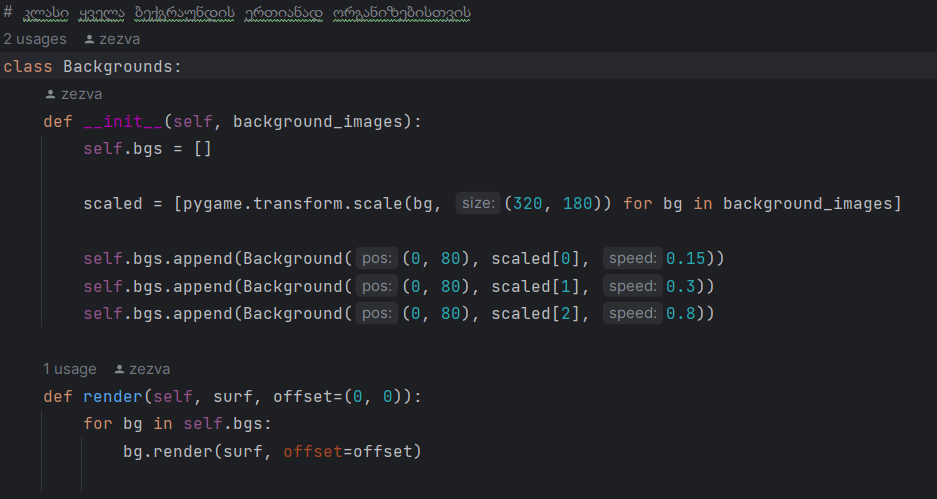 # კლასი ყველა ბექგრაუნდის ერთიანად ორგანიზებისთვის
2 usages zezva
class Backgrounds:
zezva
def __init__(self, background_images):
self.bgs = []
scaled = [pygame.transform.scale(bg, size: (320, 180)) for bg in background_images]
self.bgs.append(Background( pos: (0, 80), scaled[0], speed: 0.15))
self.bgs.append(Background( pos: (0, 80), scaled[1], speed: 0.3))
self.bgs.append(Background( pos: (0, 80), scaled[2], speed: 0.8))
1 usage zezva
def render(self, surf, offset=(0, 0)):
for bg in self.bgs:
bg.render(surf, offset=offset)